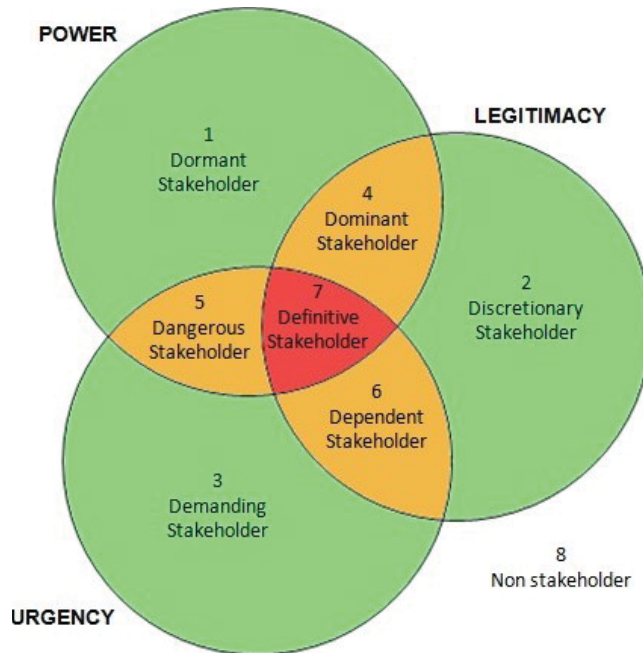 POWER
LEGITIMACY
1
Dormant
Stakeholder
4
Dominant
Stakeholder
2
Discretionary
Stakeholder
5
Dangerous
Stakeholder
7
Definitive
Stakeholder
6
Dependent
Stakeholder
3
Demanding
Stakeholder
8
Non stakeholder
URGENCY